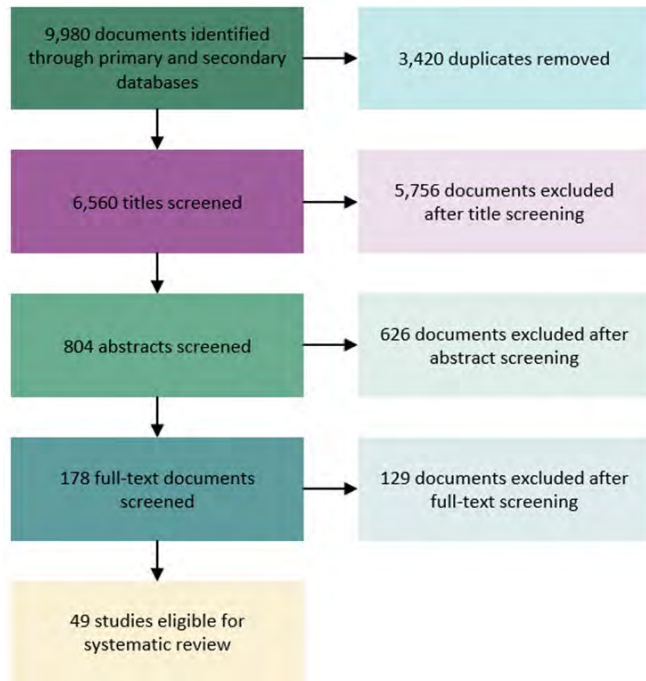 9,980 documents identified
through primary and secondary
databases
3,420 duplicates removed
6,560 titles screened
5,756 documents excluded
after title screening
804 abstracts screened
626 documents excluded after
abstract screening
178 full-text documents
screened
129 documents excluded after
full-text screening
49 studies eligible for
systematic review